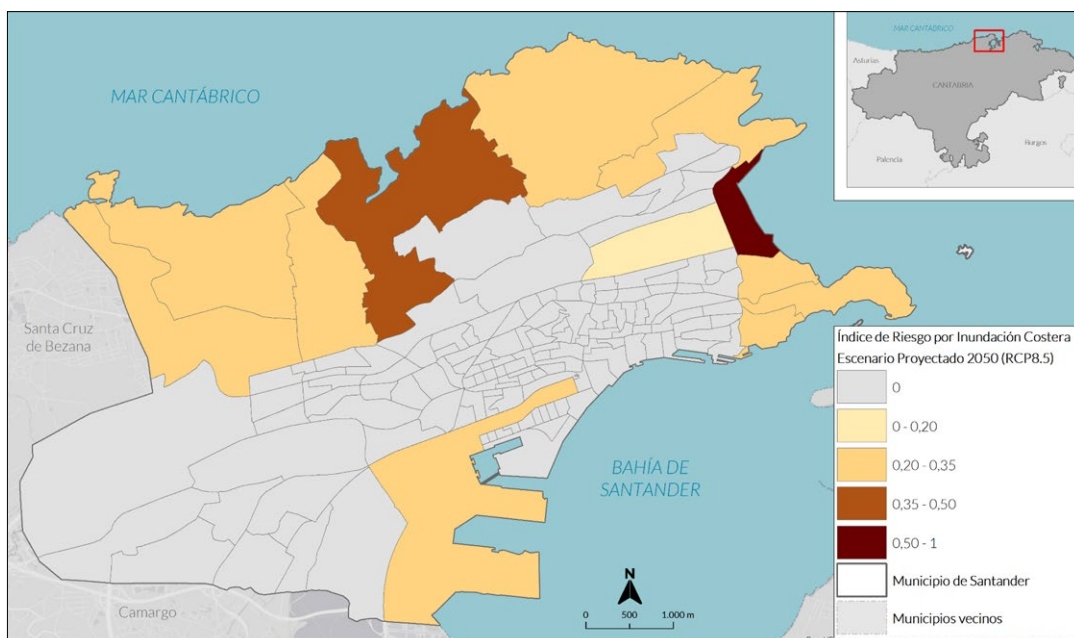 MAR CANTÁBRICO
MAR CANTÁBRICO
Asturias
CANTABRIA
Palencia
Burgos
Santa Cruz
de Bezana
BAHÍA DE
SANTANDER
Camargo
N
0 500 1.000 m
Índice de Riesgo por Inundación Costera
Escenario Proyectado 2050 (RCP8.5)
0
0 - 0,20
0,20 - 0,35
0,35 - 0,50
0,50 - 1
Municipio de Santander
Municipios vecinos